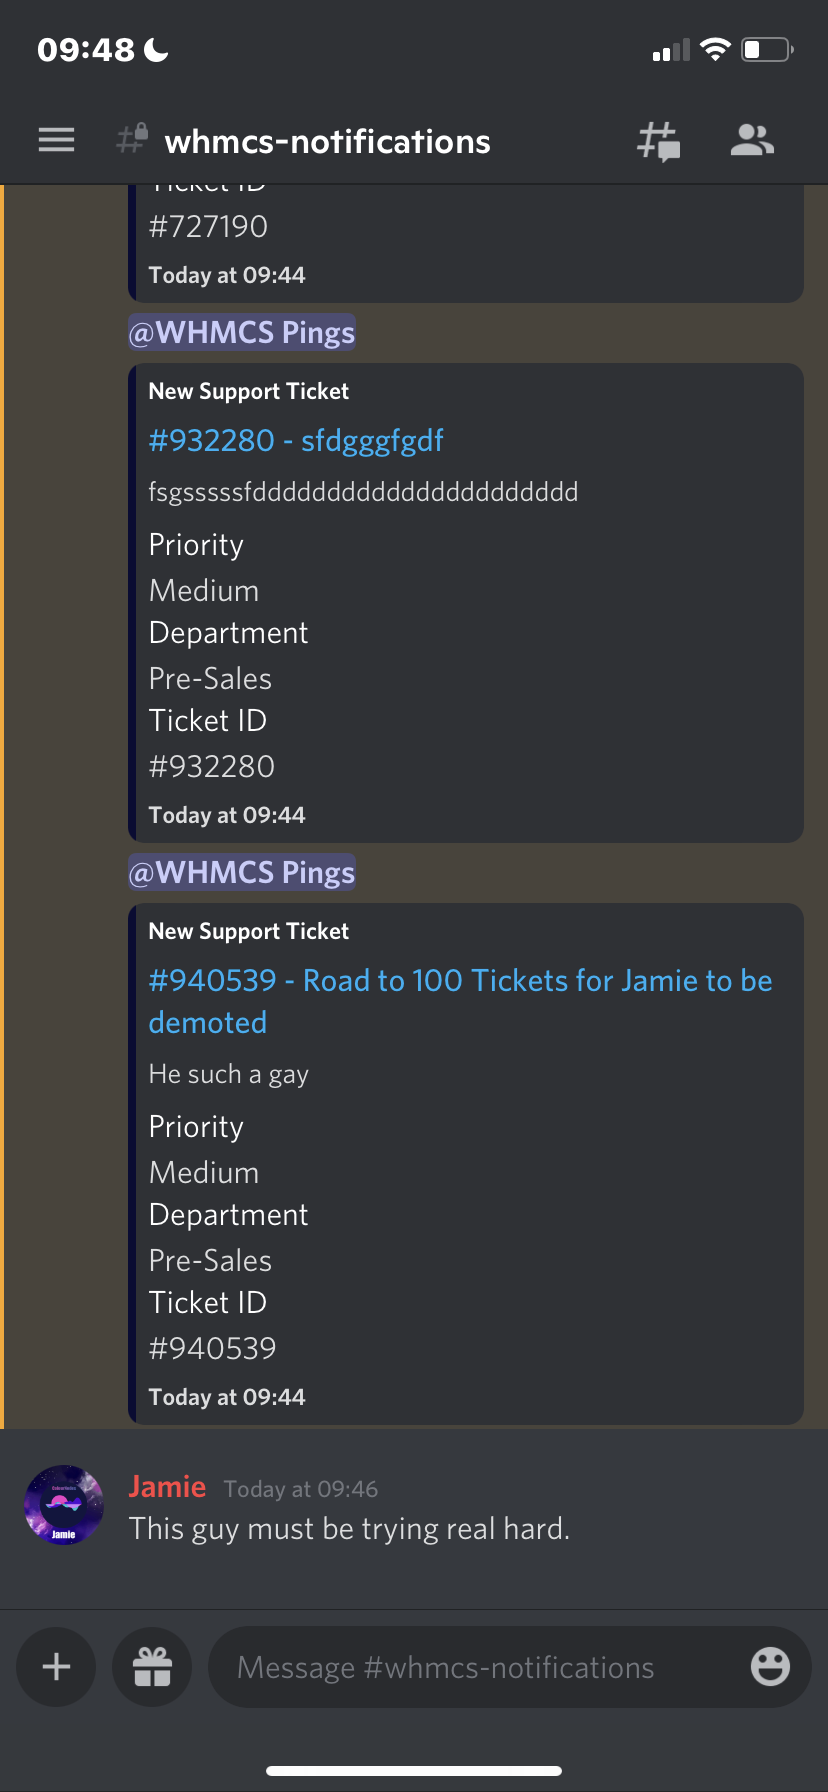 09:48
whmcs-notifications
Ticket ID
#727190
Today at 09:44
@WHMCS Pings
New Support Ticket
#932280 - sfdgggfgdf
fsgsssssfdddddddddddddddddddddd
Priority
Medium
Department
Pre-Sales
Ticket ID
#932280
Today at 09:44
@WHMCS Pings
New Support Ticket
#940539 - Road to 100 Tickets for Jamie to be
demoted
He such a gay
Priority
Medium
Department
Pre-Sales
Ticket ID
#940539
Today at 09:44
Jamie Today at 09:46
Jamie
This guy must be trying real hard.
Message #whmcs-notifications